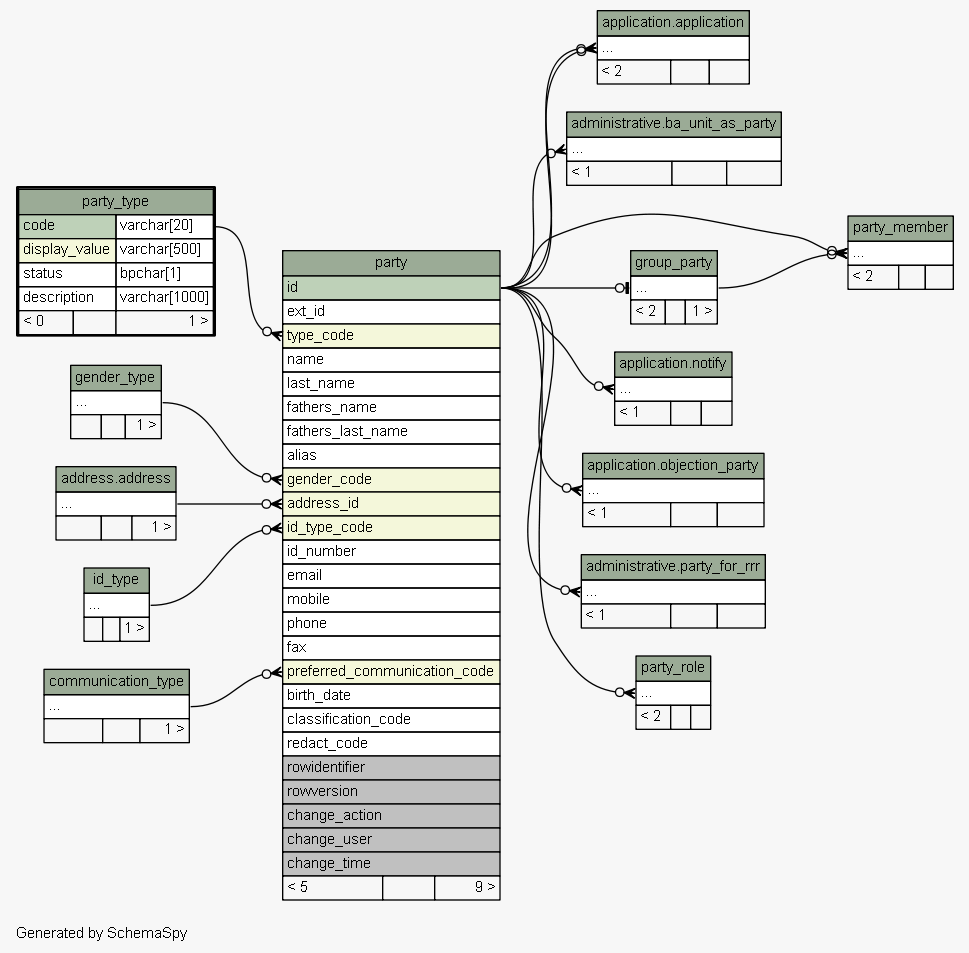 application.application
...
< 2
administrative.ba_unit_as_party
...
< 1
party_type
code varchar[20]
display_value varchar[500]
status bpchar[1]
description varchar[1000]
< 0 1 >
party_member
...
< 2
party
id
ext_id
type_code
name
last_name
fathers_name
fathers_last_name
alias
gender_code
address_id
id_type_code
id_number
email
mobile
phone
fax
preferred_communication_code
birth_date
classification_code
redact_code
rowidentifier
rowversion
change_action
change_user
change_time
< 5 9 >
group_party
...
< 2 1 >
application.notify
...
< 1
gender_type
...
1 >
address.address
...
1 >
application.objection_party
...
< 1
id_type
...
1 >
administrative.party_for_rrr
...
< 1
communication_type
...
1 >
party_role
...
< 2
Generated by SchemaSpy